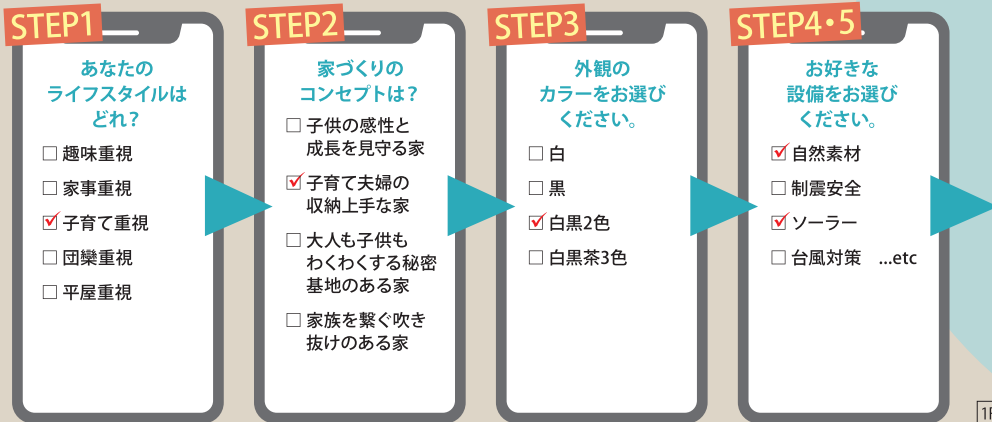 STEP1
あなたの
ライフスタイルは
どれ？
□ 趣味重視
□ 家事重視
☑ 子育て重視
□ 団欒重視
□ 平屋重視
STEP2
家づくりの
コンセプトは？
□ 子供の感性と
成長を見守る家
☑ 子育て夫婦の
収納上手な家
□ 大人も子供も
わくわくする秘密
基地のある家
□ 家族を繋ぐ吹き
抜けのある家
STEP3
外観の
カラーをお選び
ください。
□ 白
□ 黒
☑ 白黒2色
□ 白黒茶3色
STEP4・5
お好きな
設備をお選び
ください。
☑ 自然素材
□ 制震安全
☑ ソーラー
□ 台風対策 ...etc